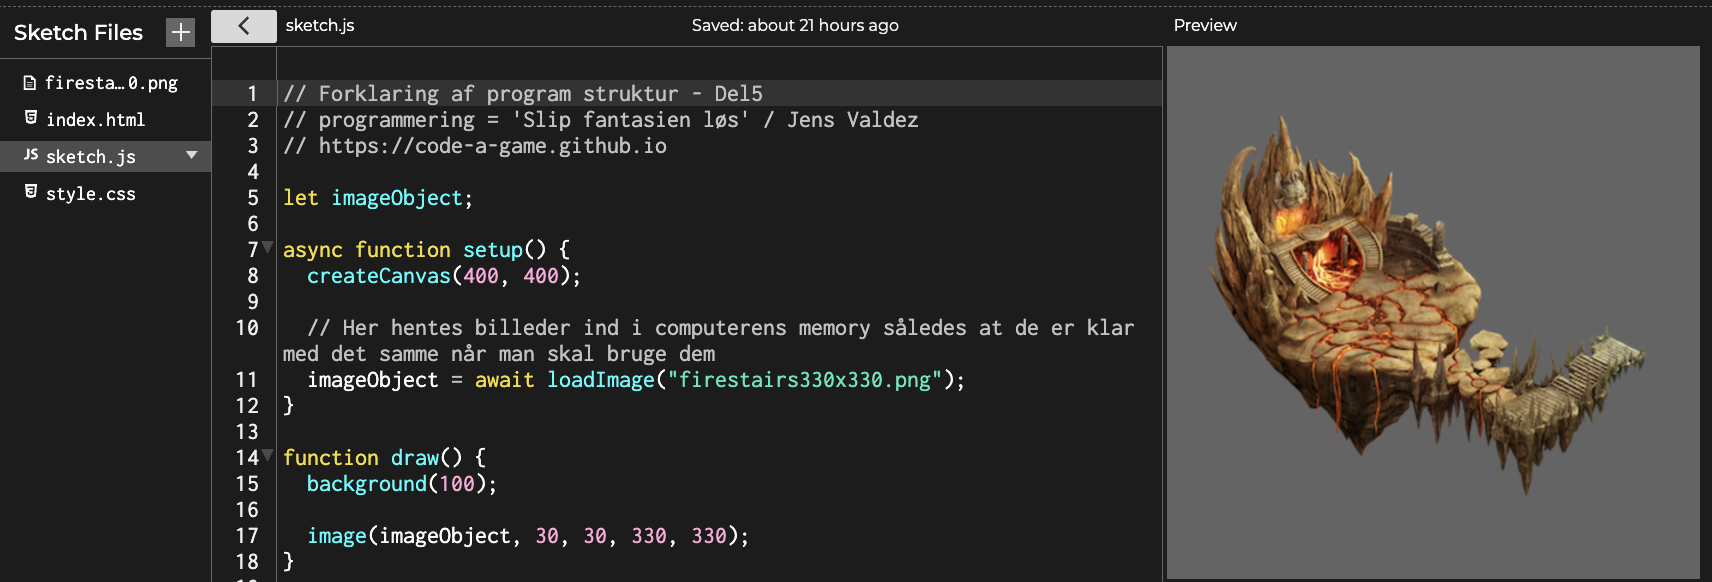 Sketch Files
sketch.js
Saved: about 21 hours ago
Preview
firesta…0.png
index.html
JS sketch.js
style.css
1 // Forklaring af program struktur - Del5
2 // programmering = 'Slip fantasien løs' / Jens Valdez
3 // https://code-a-game.github.io
4
5 let imageObject;
6
7 async function setup() {
8 createCanvas(400, 400);
9
10 // Her hentes billeder ind i computerens memory således at de er klar
med det samme når man skal bruge dem
11 imageObject = await loadImage("firestairs330x330.png");
12 }
13
14 function draw() {
15 background(100);
16
17 image(imageObject, 30, 30, 330, 330);
18 }